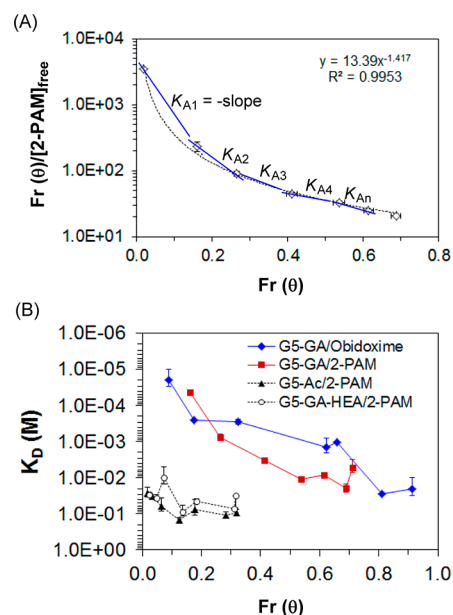 (A)
1.0E+04
1.0E+03
1.0E+02
1.0E+01
Fr (θ)/[2-PAM]free
y = 13.39x^-1.417
R² = 0.9953
KA1 = -slope
KA2
KA3
KA4
KAn
0 0.2 0.4 0.6 0.8
Fr (θ)
(B)
1.0E-06
1.0E-05
1.0E-04
1.0E-03
1.0E-02
1.0E-01
1.0E+00
KD (M)
G5-GA/Obidoxime
G5-GA/2-PAM
G5-Ac/2-PAM
G5-GA-HEA/2-PAM
0.0 0.2 0.4 0.6 0.8 1.0
Fr (θ)